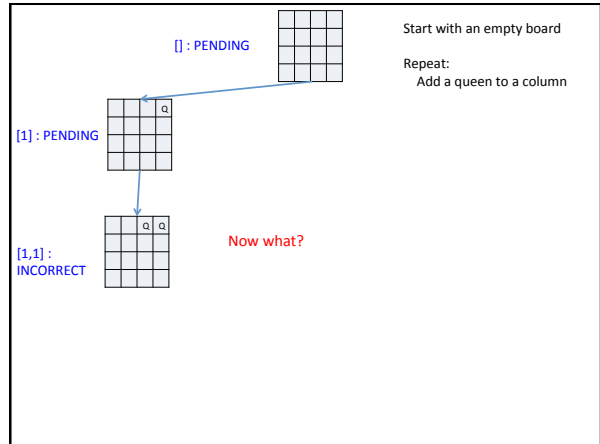 [] : PENDING
Start with an empty board
Repeat:
Add a queen to a column
Q
[1] : PENDING
Q Q
Now what?
[1,1] :
INCORRECT